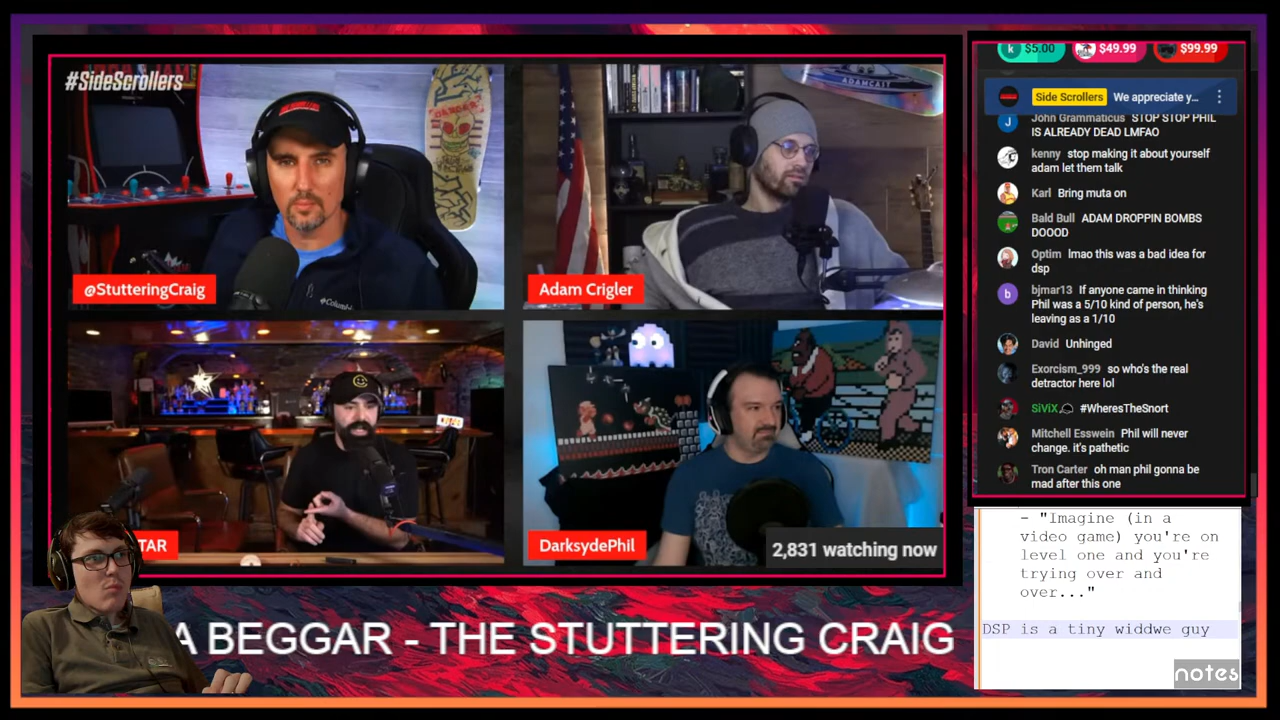 #SideScrollers
ADAMCAST
@StutteringCraig
Adam Crigler
Columbia
TAR
DarksydePhil
2,831 watching now
A BEGGAR - THE STUTTERING CRAIG
k $5.00 $49.99 $99.99
Side Scrollers We appreciate y...
J John Grammaticus STOP STOP PHIL
IS ALREADY DEAD LMFAO
kenny stop making it about yourself
adam let them talk
Karl Bring muta on
Bald Bull ADAM DROPPIN BOMBS
DOOOD
Optim lmao this was a bad idea for
dsp
b bjmar13 If anyone came in thinking
Phil was a 5/10 kind of person, he's
leaving as a 1/10
David Unhinged
Exorcism_999 so who's the real
detractor here lol
SiViX #WheresTheSnort
Mitchell Esswein Phil will never
change. it's pathetic
Tron Carter oh man phil gonna be
mad after this one
- "Imagine (in a
video game) you're on
level one and you're
trying over and
over..."
DSP is a tiny widdwe guy
notes